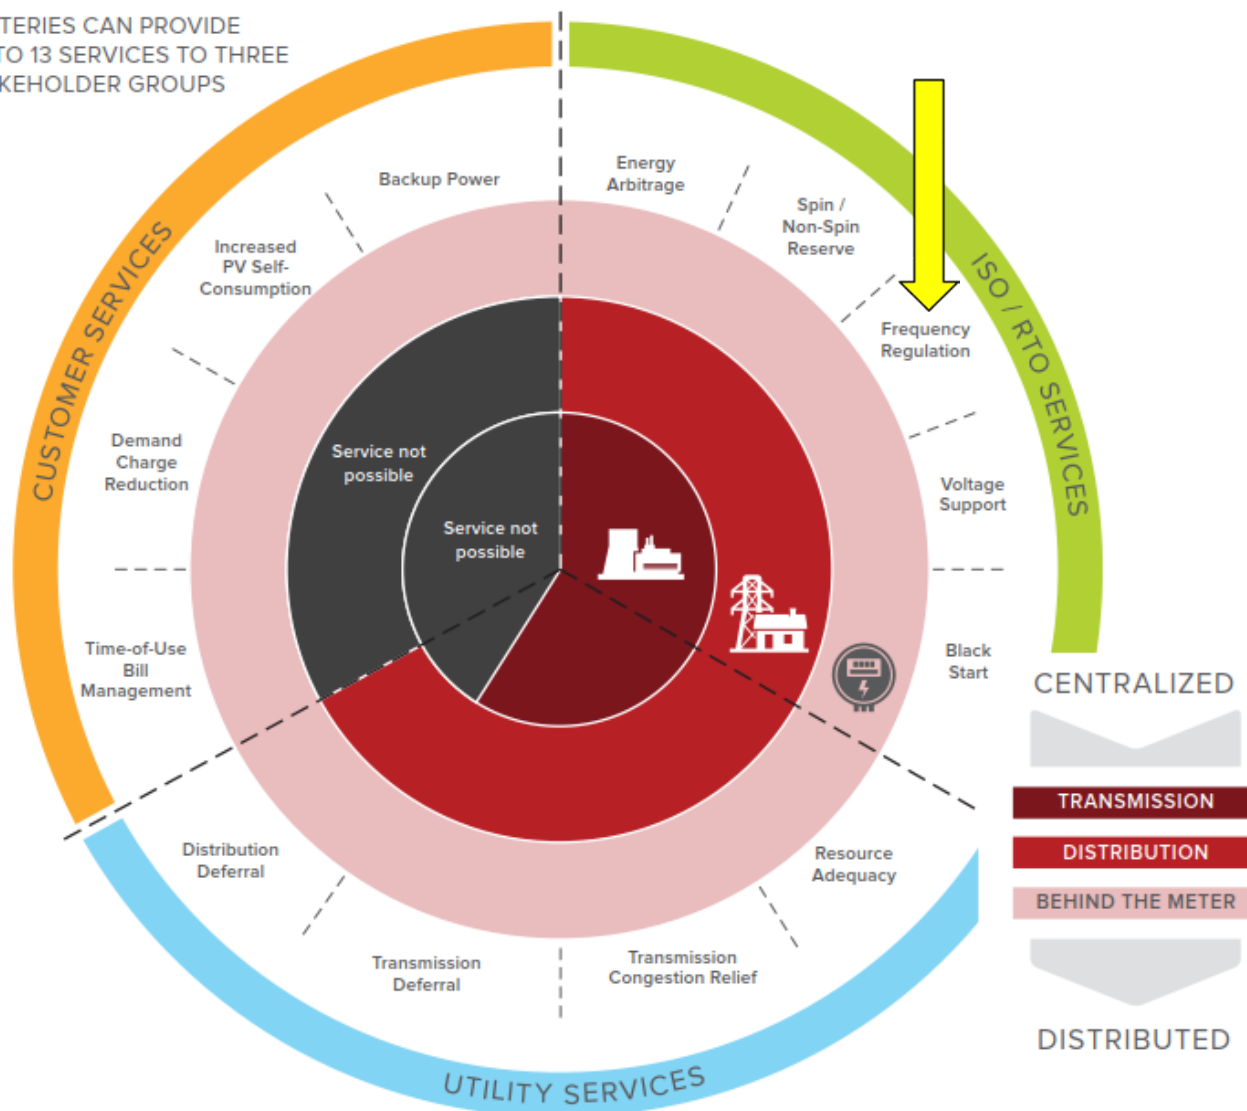 TERIES CAN PROVIDE
TO 13 SERVICES TO THREE
KEHOLDER GROUPS
CUSTOMER SERVICES
ISO / RTO SERVICES
UTILITY SERVICES
Backup Power
Energy
Arbitrage
Spin /
Non-Spin
Reserve
Increased
PV Self-
Consumption
Frequency
Regulation
Demand
Charge
Reduction
Service not
possible
Service not
possible
Voltage
Support
Time-of-Use
Bill
Management
Black
Start
Distribution
Deferral
Resource
Adequacy
Transmission
Deferral
Transmission
Congestion Relief
CENTRALIZED
TRANSMISSION
DISTRIBUTION
BEHIND THE METER
DISTRIBUTED